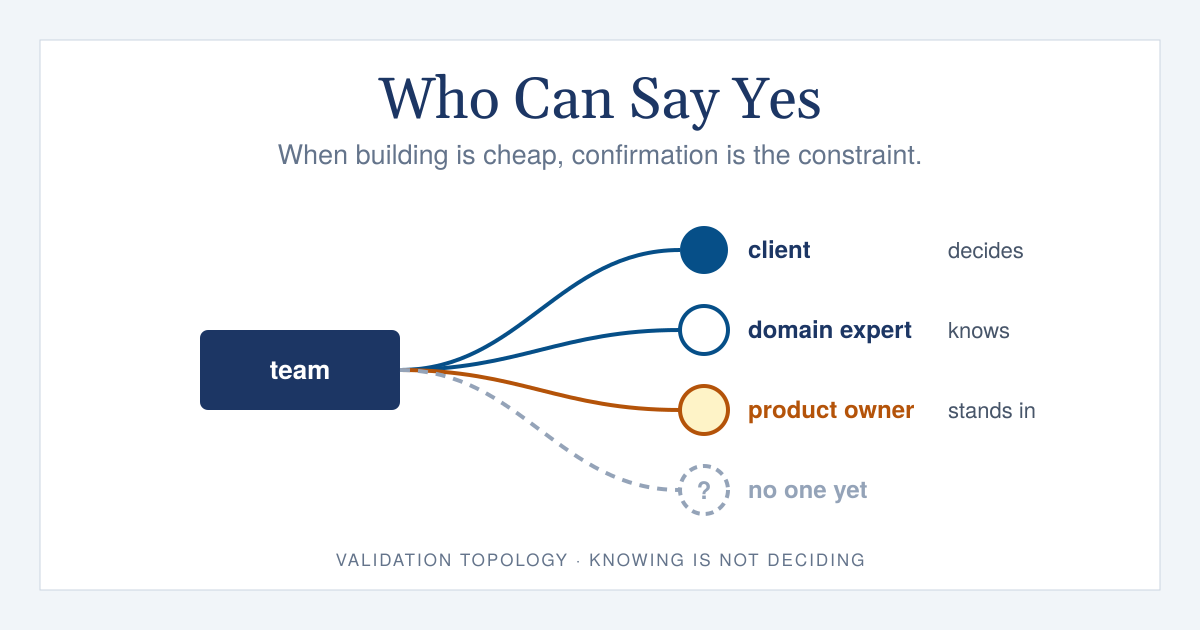 Who Can Say Yes
When building is cheap, confirmation is the constraint.
client decides
domain expert knows
team
product owner stands in
? no one yet
VALIDATION TOPOLOGY · KNOWING IS NOT DECIDING